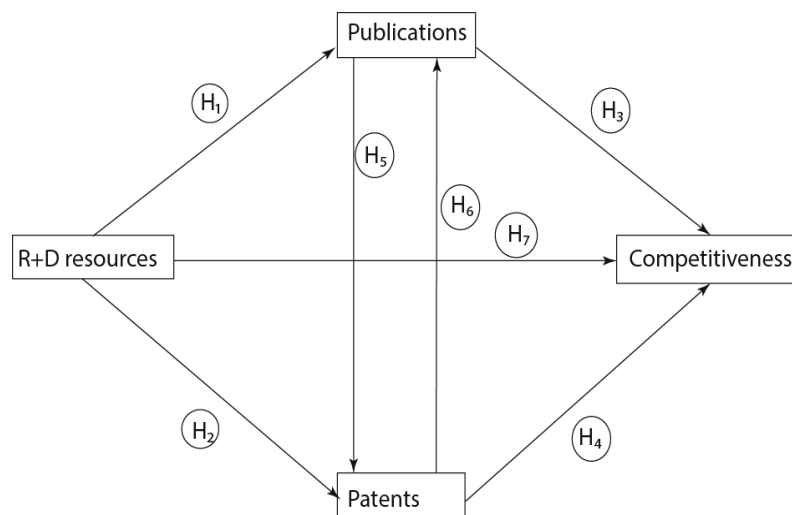 Publications
H₁
H₃
H₅
H₆
H₇
R+D resources
Competitiveness
H₂
H₄
Patents